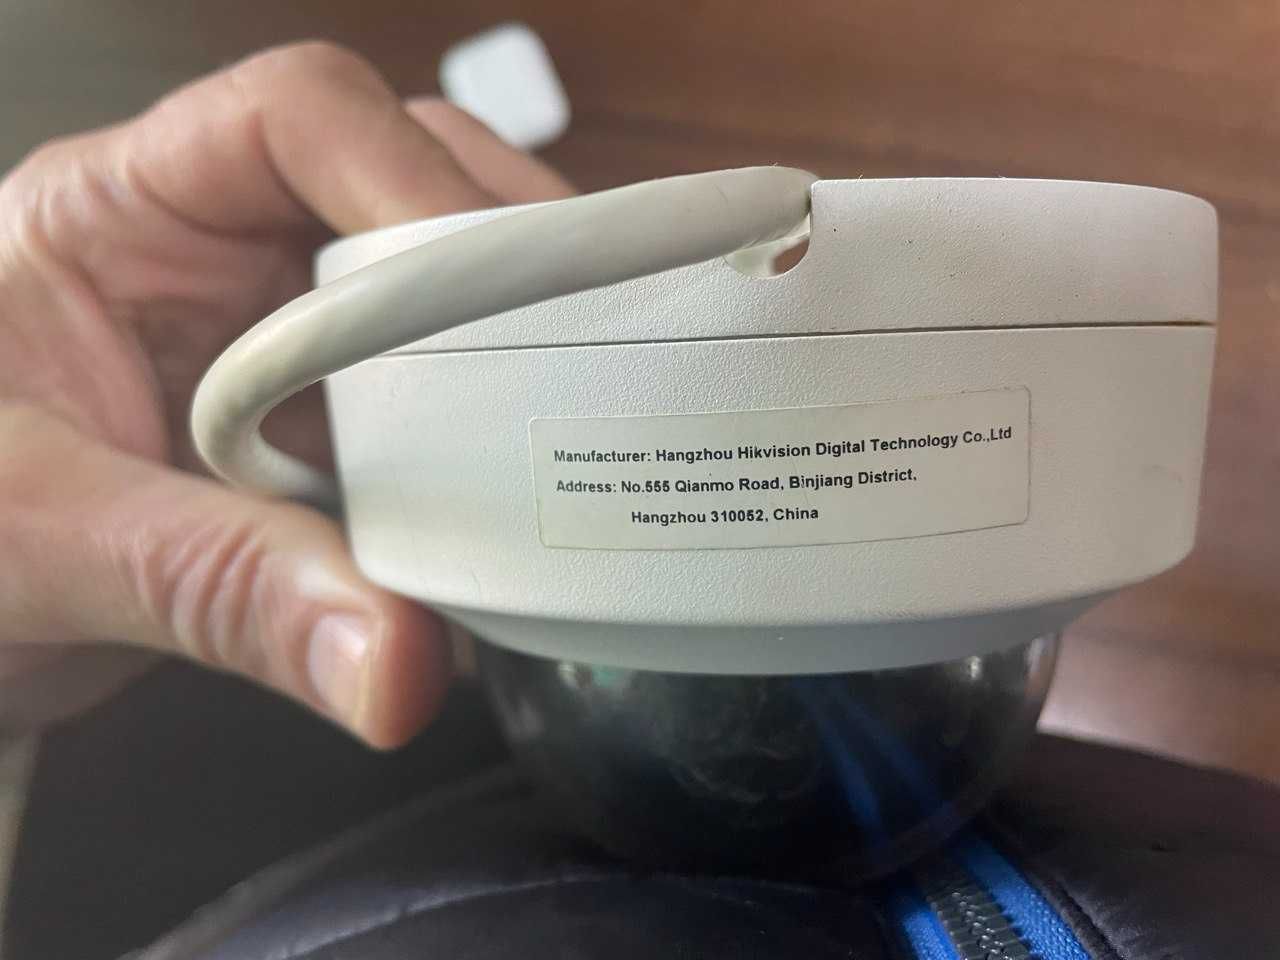 Manufacturer: Hangzhou Hikvision Digital Technology Co.,Ltd
Address: No.555 Qianmo Road, Binjiang District,
Hangzhou 310052, China